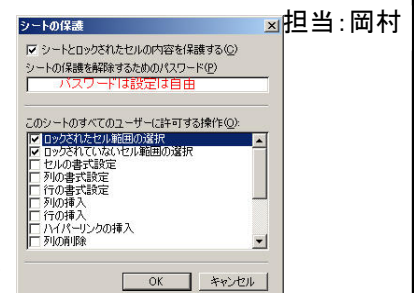 シートの保護
担当:岡村
シートとロックされたセルの内容を保護する(C)
シートの保護を解除するためのパスワード(P)
パスワードは設定は自由
このシートのすべてのユーザーに許可する操作(O):
ロックされたセル範囲の選択
ロックされていないセル範囲の選択
セルの書式設定
列の書式設定
行の書式設定
列の挿入
行の挿入
ハイパーリンクの挿入
列の削除
OK
キャンセル